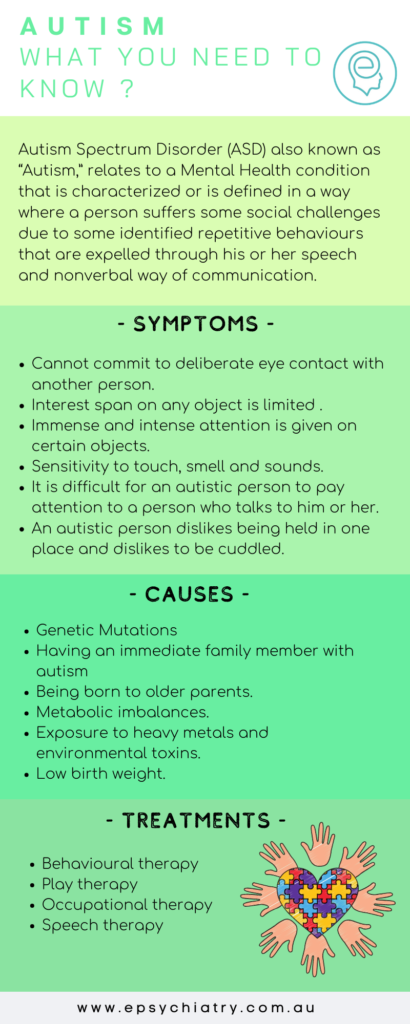 AUTISM
WHAT YOU NEED TO
KNOW ?
Autism Spectrum Disorder (ASD) also known as
“Autism,” relates to a Mental Health condition
that is characterized or is defined in a way
where a person suffers some social challenges
due to some identified repetitive behaviours
that are expelled through his or her speech
and nonverbal way of communication.
- SYMPTOMS -
• Cannot commit to deliberate eye contact with
another person.
• Interest span on any object is limited .
• Immense and intense attention is given on
certain objects.
• Sensitivity to touch, smell and sounds.
• It is difficult for an autistic person to pay
attention to a person who talks to him or her.
• An autistic person dislikes being held in one
place and dislikes to be cuddled.
- CAUSES -
• Genetic Mutations
• Having an immediate family member with
autism
• Being born to older parents.
• Metabolic imbalances.
• Exposure to heavy metals and
environmental toxins.
• Low birth weight.
- TREATMENTS -
• Behavioural therapy
• Play therapy
• Occupational therapy
• Speech therapy
www.epsychiatry.com.au